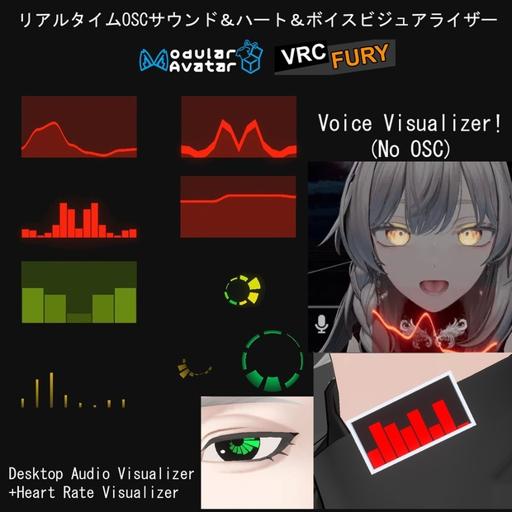 リアルタイムOSCサウンド＆ハート＆ボイスビジュアライザー
Modular Avatar
VRC FURY
Voice Visualizer!
(No OSC)
Desktop Audio Visualizer
+Heart Rate Visualizer